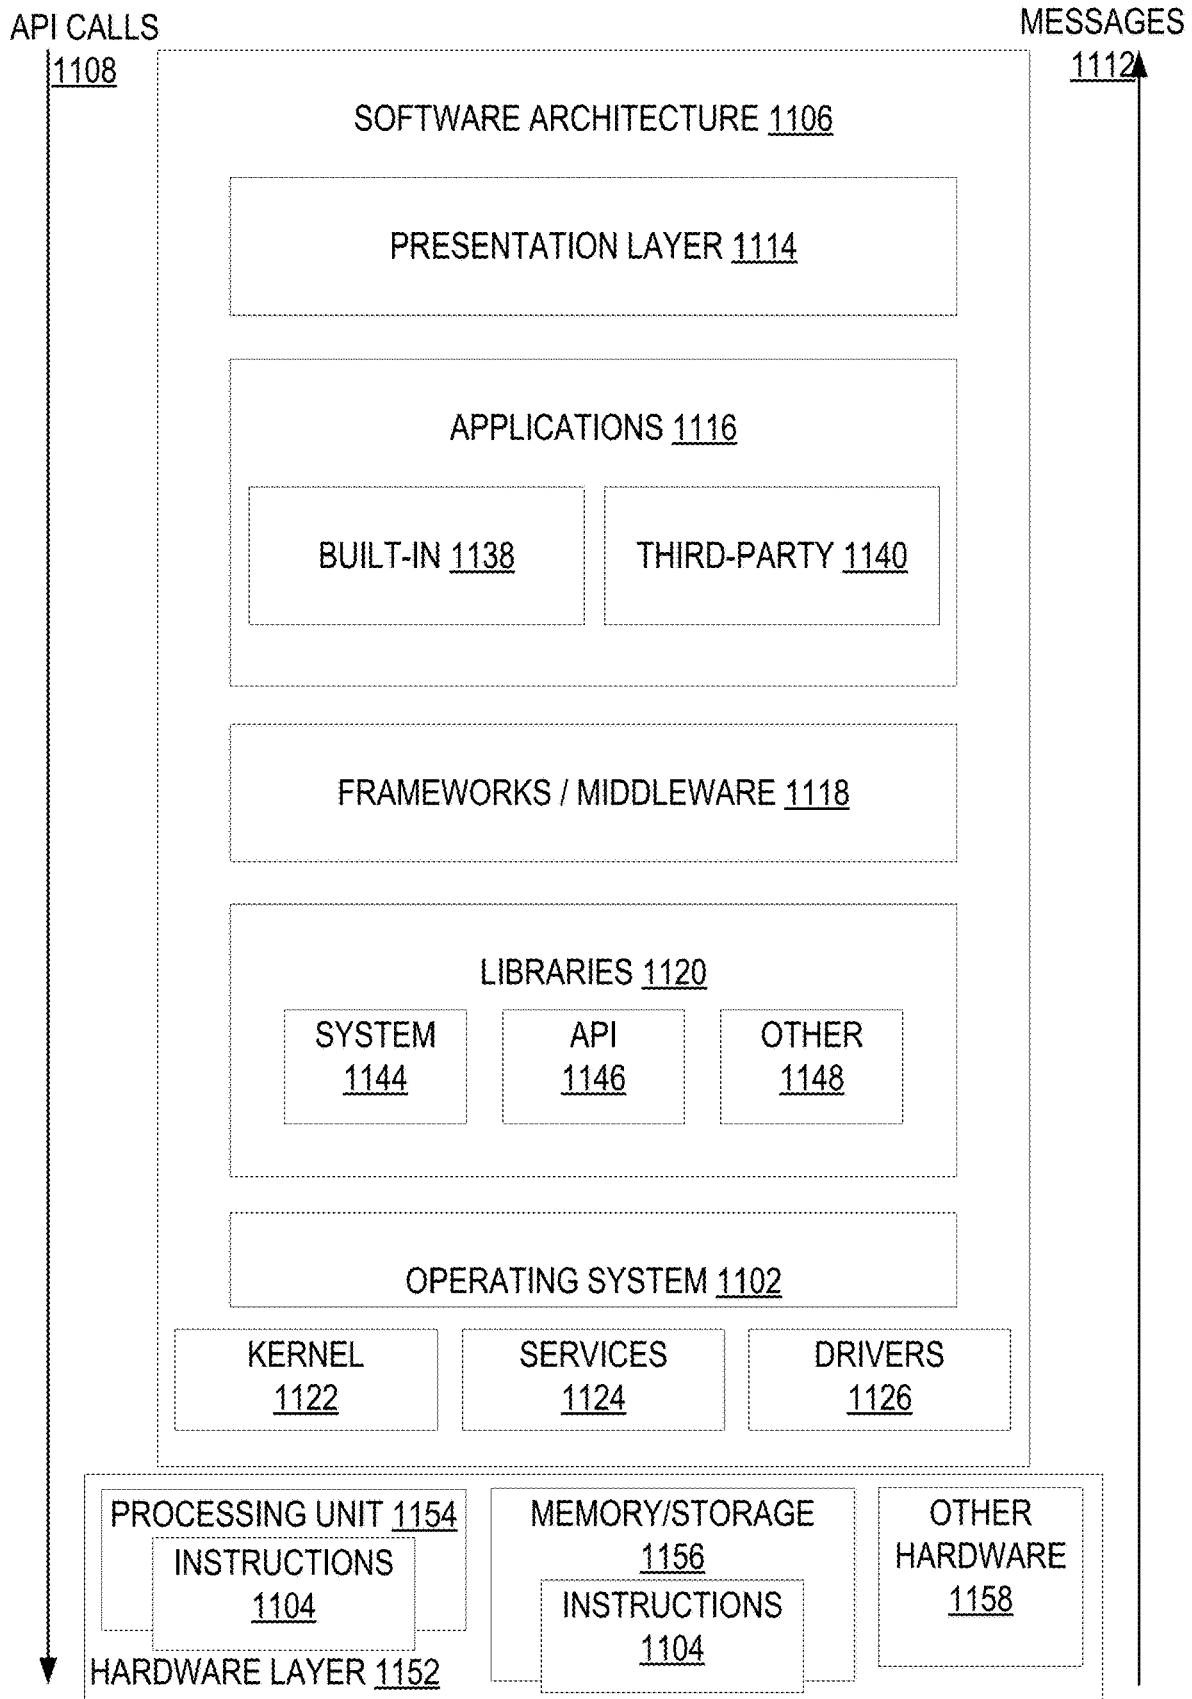 API CALLS
1108
MESSAGES
1112
SOFTWARE ARCHITECTURE 1106
PRESENTATION LAYER 1114
APPLICATIONS 1116
BUILT-IN 1138
THIRD-PARTY 1140
FRAMEWORKS / MIDDLEWARE 1118
LIBRARIES 1120
SYSTEM
1144
API
1146
OTHER
1148
OPERATING SYSTEM 1102
KERNEL
1122
SERVICES
1124
DRIVERS
1126
PROCESSING UNIT 1154
INSTRUCTIONS
1104
MEMORY/STORAGE
1156
INSTRUCTIONS
1104
OTHER
HARDWARE
1158
HARDWARE LAYER 1152